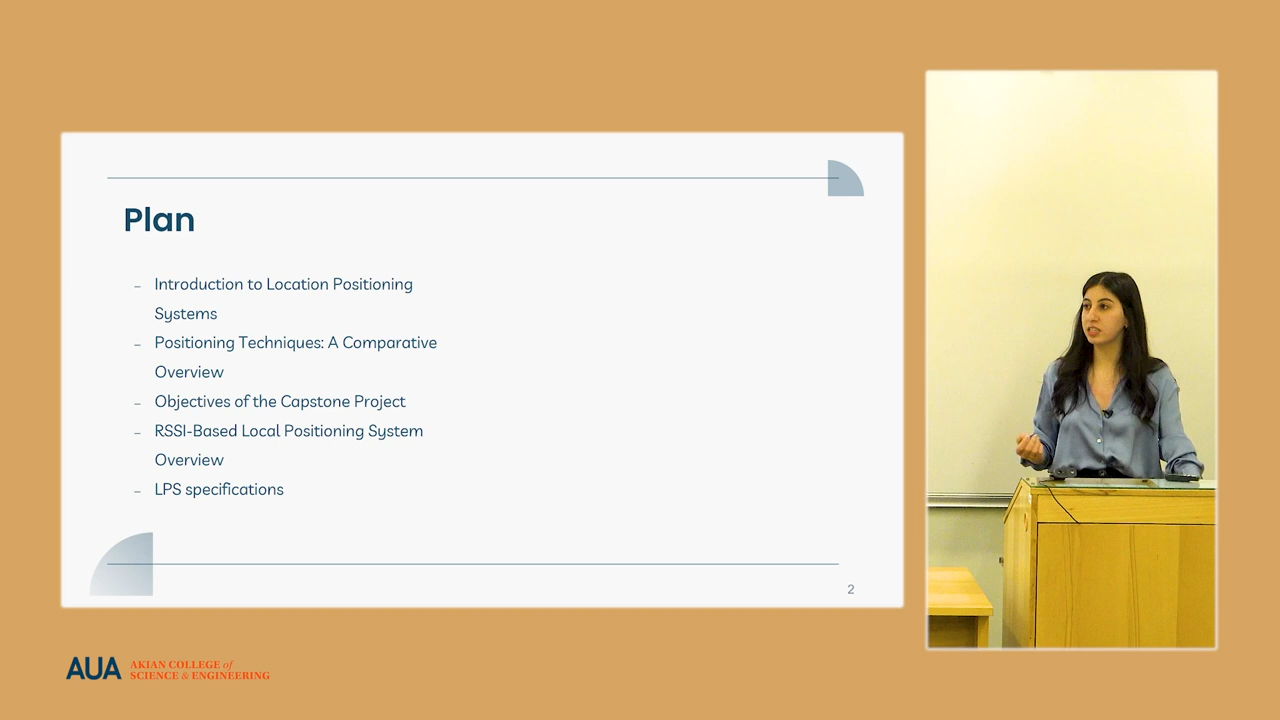 Plan
– Introduction to Location Positioning
Systems
– Positioning Techniques: A Comparative
Overview
– Objectives of the Capstone Project
– RSSI-Based Local Positioning System
Overview
– LPS specifications
2
AUA
AKIAN COLLEGE of
SCIENCE & ENGINEERING